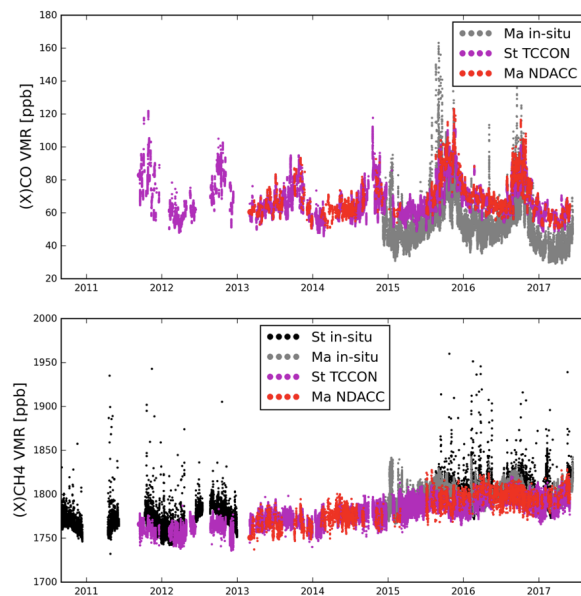 180
160
140
120
100
80
60
40
20
(X)CO VMR [ppb]
Ma in-situ
St TCCON
Ma NDACC
2011 2012 2013 2014 2015 2016 2017
2000
1950
1900
1850
1800
1750
1700
(X)CH4 VMR [ppb]
St in-situ
Ma in-situ
St TCCON
Ma NDACC
2011 2012 2013 2014 2015 2016 2017